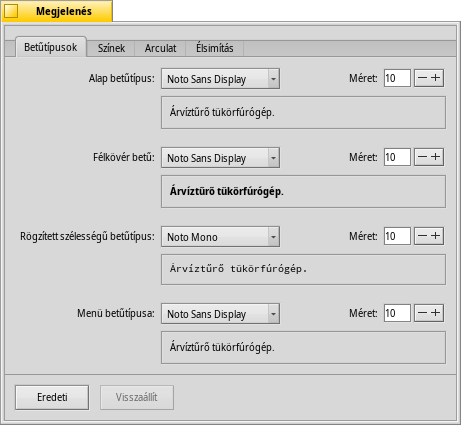 Megjelenés
Betűtípusok Színek Arculat Élsimítás
Alap betűtípus: Noto Sans Display Méret: 10
Árvíztűrő tükörfúrógép.
Félkövér betű: Noto Sans Display Méret: 10
Árvíztűrő tükörfúrógép.
Rögzített szélességű betűtípus: Noto Mono Méret: 10
Árvíztűrő tükörfúrógép.
Menü betűtípusa: Noto Sans Display Méret: 10
Árvíztűrő tükörfúrógép.
Eredeti Visszaállít